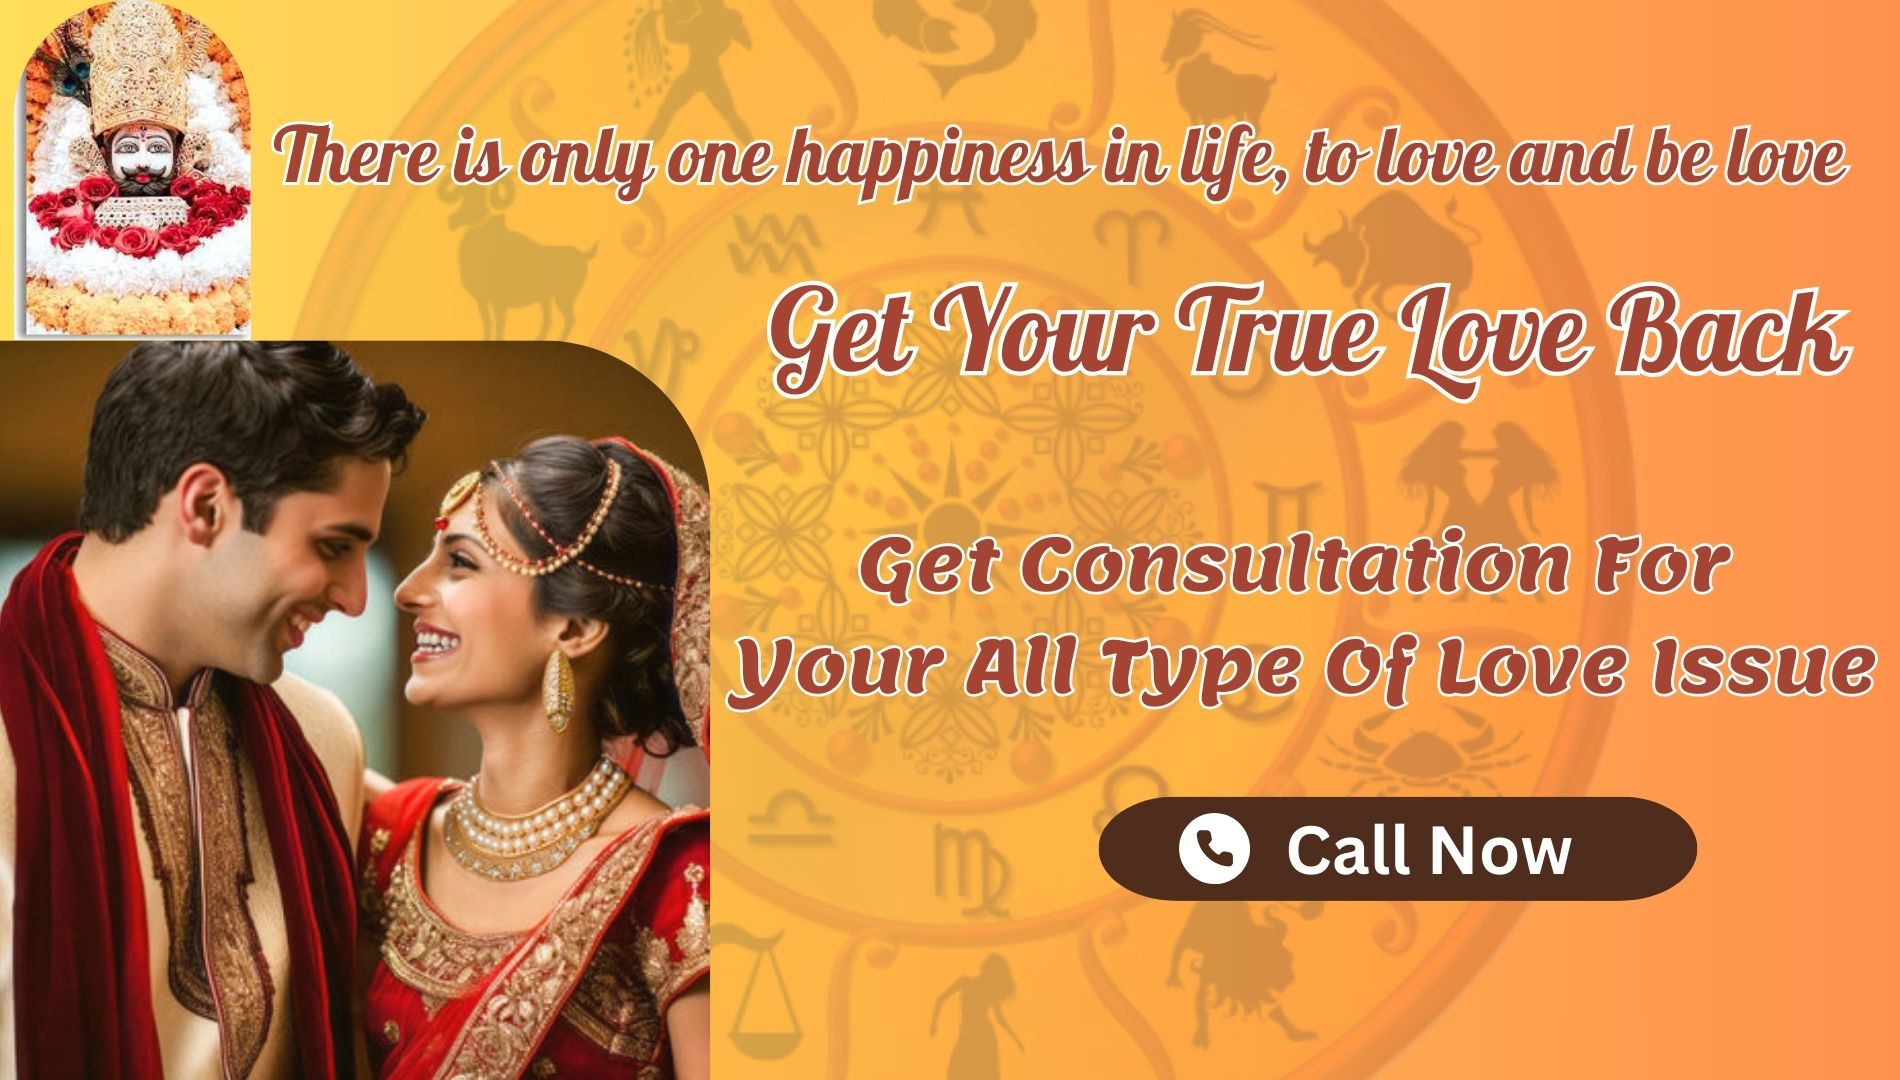 There is only one happiness in life, to love and be love
Get Your True Love Back
Get Consultation For
Your All Type Of Love Issue
Call Now